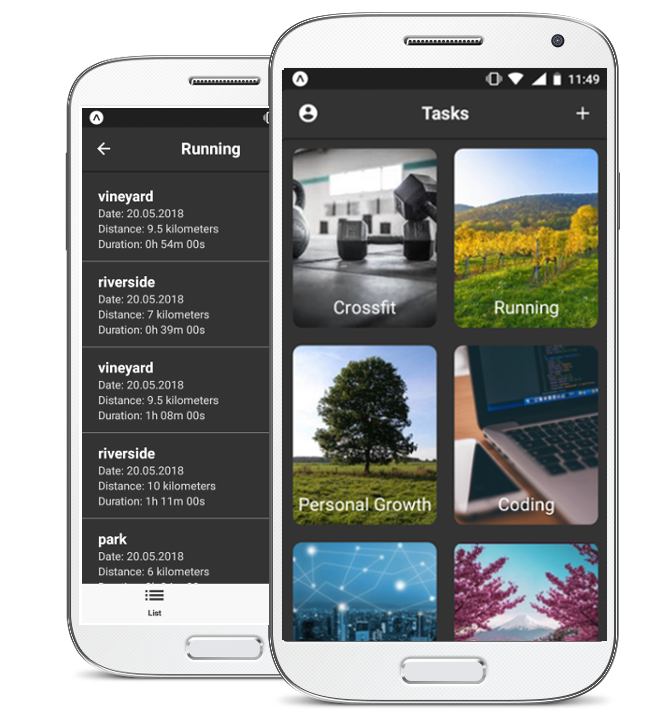 Running
vineyard
Date: 20.05.2018
Distance: 9.5 kilometers
Duration: 0h 54m 00s
riverside
Date: 20.05.2018
Distance: 7 kilometers
Duration: 0h 39m 00s
vineyard
Date: 20.05.2018
Distance: 9.5 kilometers
Duration: 1h 08m 00s
riverside
Date: 20.05.2018
Distance: 10 kilometers
Duration: 1h 11m 00s
park
Date: 20.05.2018
Distance: 6 kilometers
List
11:49
Tasks
Crossfit
Running
Personal Growth
Coding